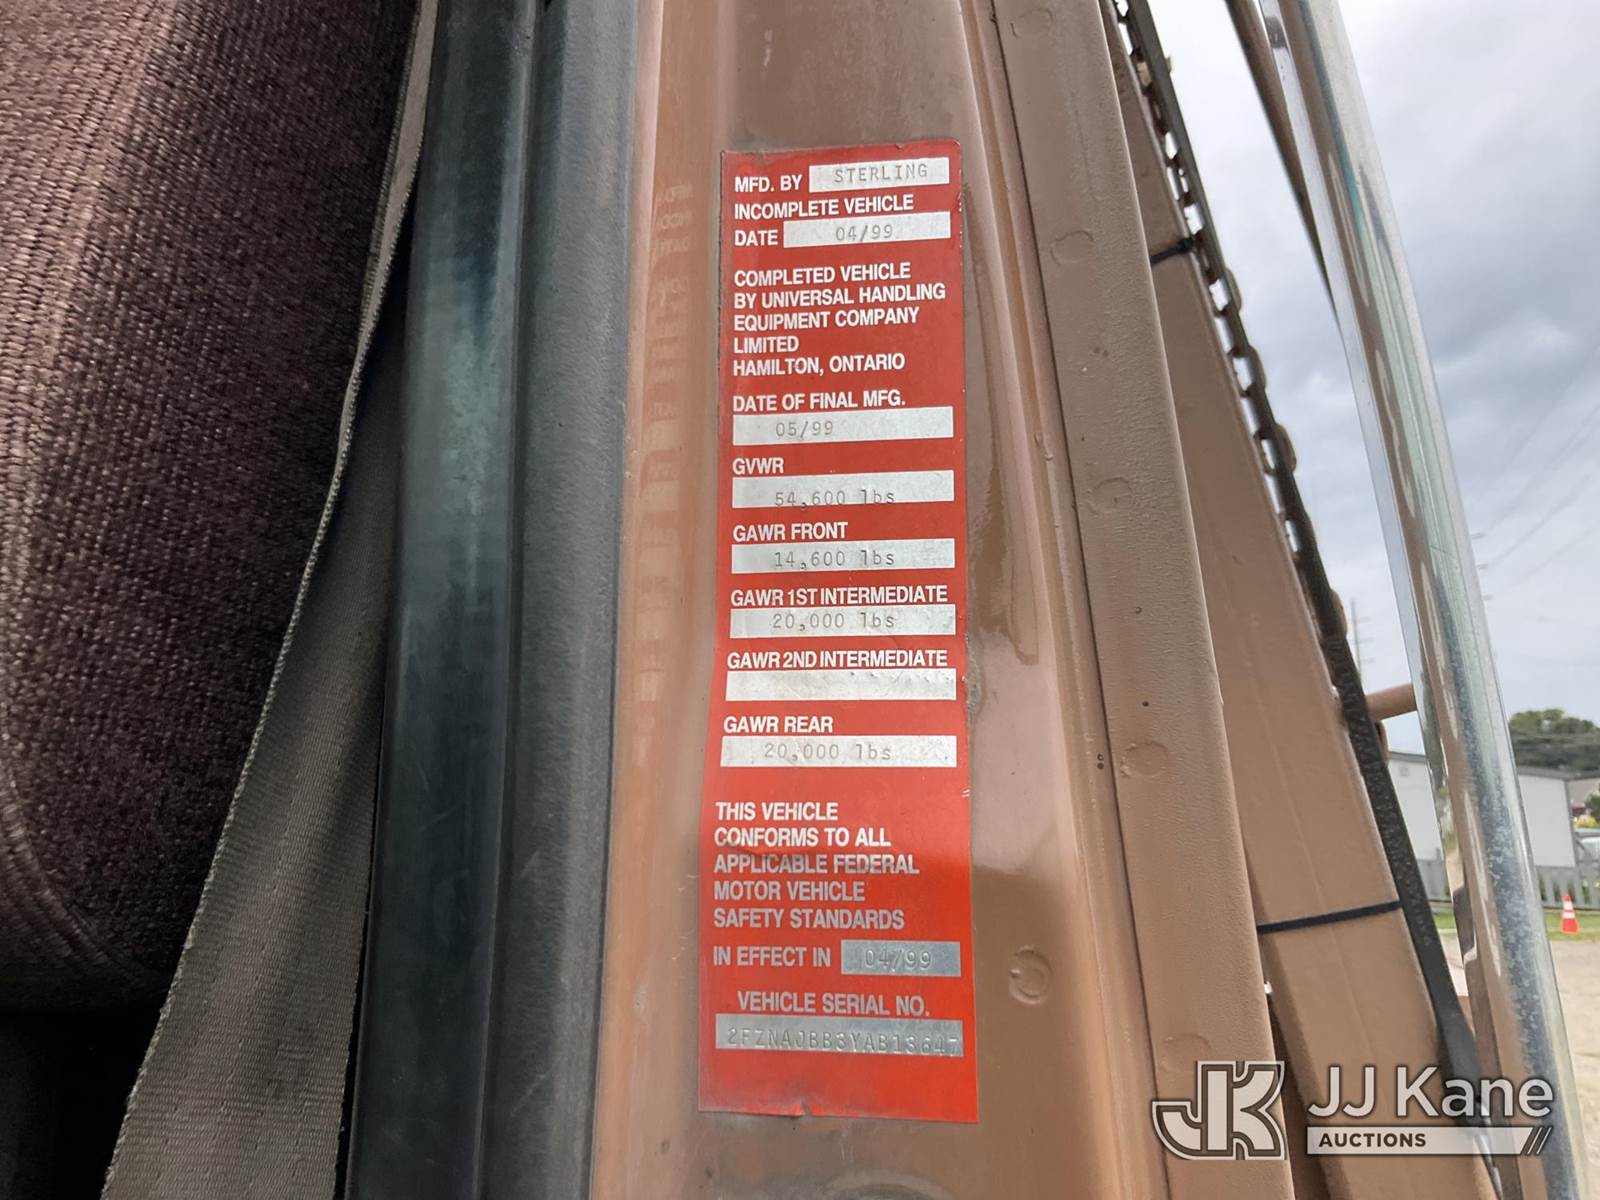 MFD. BY STERLING
INCOMPLETE VEHICLE
DATE 04/99
COMPLETED VEHICLE
BY UNIVERSAL HANDLING
EQUIPMENT COMPANY
LIMITED
HAMILTON, ONTARIO
DATE OF FINAL MFG.
05/99
GVWR
54,600 lbs
GAWR FRONT
14,600 lbs
GAWR 1ST INTERMEDIATE
20,000 lbs
GAWR 2ND INTERMEDIATE
GAWR REAR
20,000 lbs
THIS VEHICLE
CONFORMS TO ALL
APPLICABLE FEDERAL
MOTOR VEHICLE
SAFETY STANDARDS
IN EFFECT IN 04/99
VEHICLE SERIAL NO.
2FZNAJBB3YAB13647
JK JJ Kane
AUCTIONS